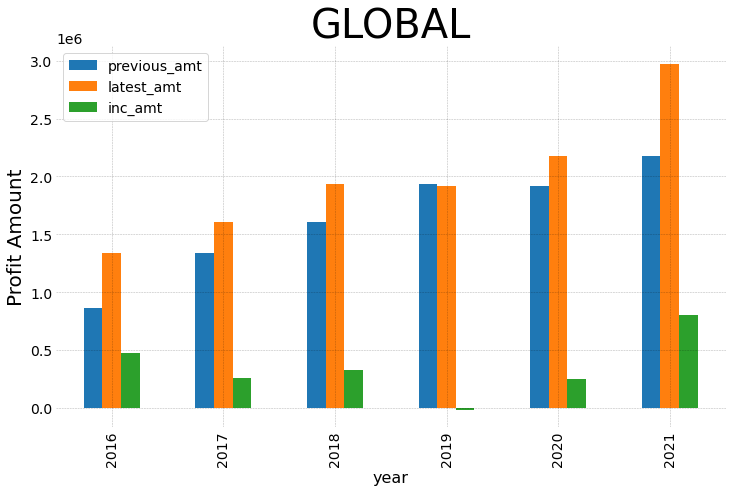 GLOBAL
1e6
previous_amt
latest_amt
inc_amt
3.0
2.5
2.0
1.5
1.0
0.5
0.0
Profit Amount
2016
2017
2018
2019
2020
2021
year